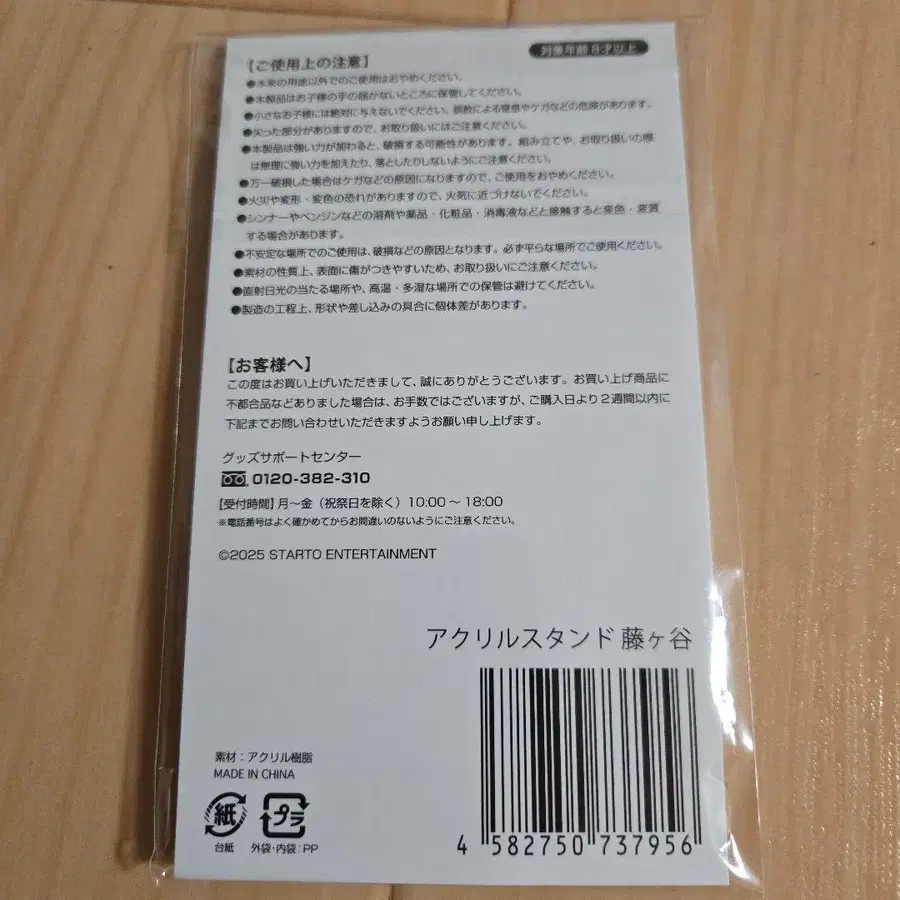 対象年齢 8才以上
【ご使用上の注意】
●本来の用途以外でのご使用はおやめください。
●本製品はお子様の手の届かないところに保管してください。
●小さなお子様には絶対に与えないでください。誤飲による窒息やケガなどの危険があります。
●尖った部分がありますので、お取り扱いにはご注意ください。
●本製品は強い力が加わると、破損する可能性があります。組み立てや、お取り扱いの際
は無理に強い力を加えたり、落としたりしないようにご注意ください。
●万一破損した場合はケガなどの原因になりますので、ご使用をおやめください。
●火災や変形・変色の恐れがありますので、火気に近づけないでください。
●シンナーやベンジンなどの溶剤や薬品・化粧品・消毒液などと接触すると変色・変質
する場合があります。
●不安定な場所でのご使用は、破損などの原因となります。必ず平らな場所でご使用ください。
●素材の性質上、表面に傷がつきやすいため、お取り扱いにご注意ください。
●直射日光の当たる場所や、高温・多湿な場所での保管は避けてください。
●製造の工程上、形状や差し込みの具合に個体差があります。
【お客様へ】
この度はお買い上げいただきまして、誠にありがとうございます。お買い上げ商品に
不都合品などありました場合は、お手数ではございますが、ご購入日より2週間以内に
下記までお問い合わせいただきますようお願い申し上げます。
グッズサポートセンター
0120-382-310
【受付時間】月〜金（祝祭日を除く）10:00〜18:00
※電話番号はよく確かめてからお間違いのないようにご注意ください。
©2025 STARTO ENTERTAINMENT
アクリルスタンド 藤ヶ谷
素材：アクリル樹脂
MADE IN CHINA
紙 プラ
台紙 外袋・内袋：PP
4 582750 737956